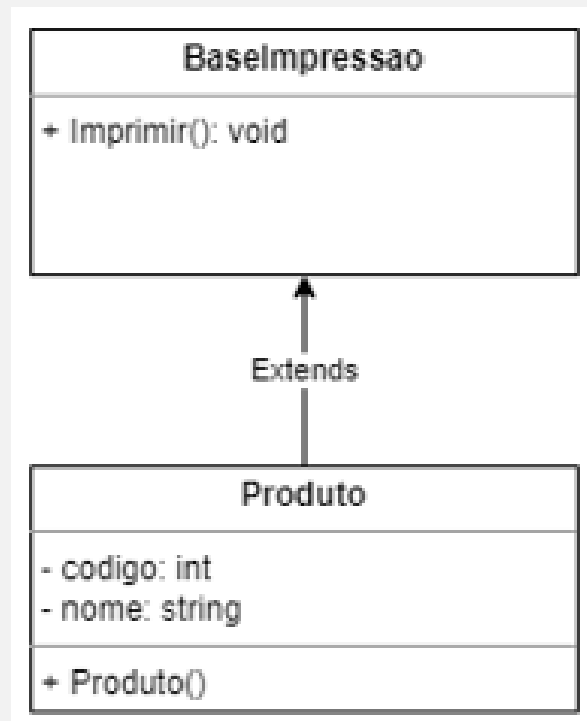 BaseImpressao
+ Imprimir(): void
Extends
Produto
- codigo: int
- nome: string
+ Produto()